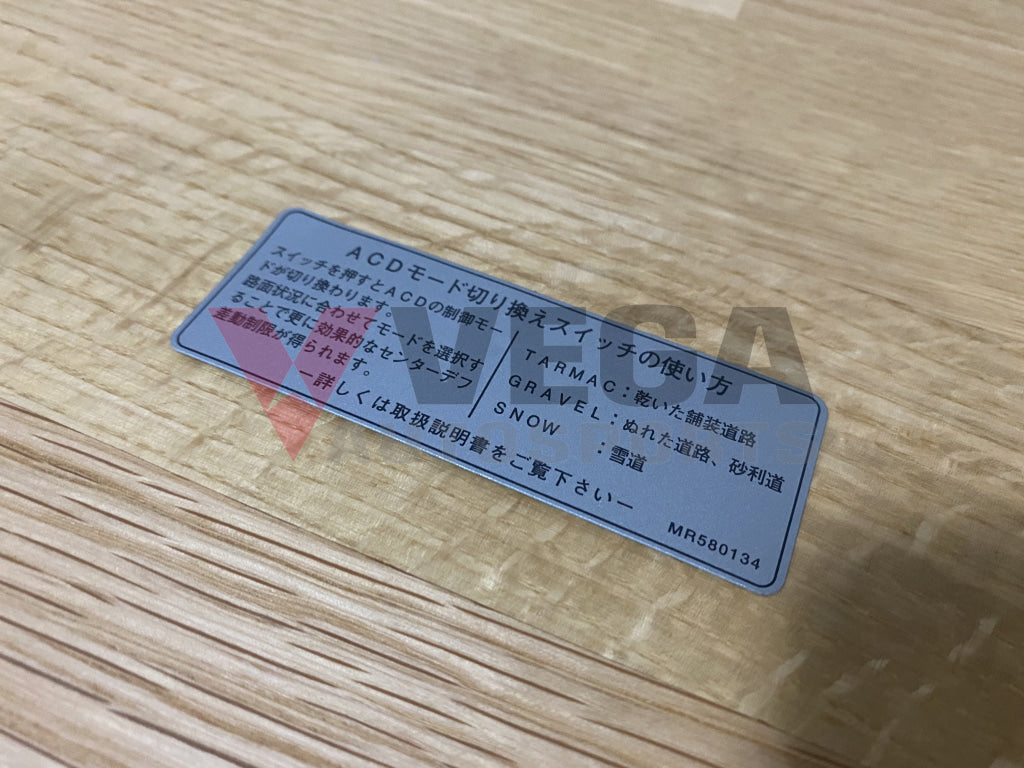 ACDモード切り換えスイッチの使い方
スイッチを押すとACDの制御モー
ドが切り換わります。
路面状況に合わせてモードを選択す
ることで更に効果的なセンターデフ
差動制限が得られます。
TARMAC：乾いた舗装道路
GRAVEL：ぬれた道路、砂利道
SNOW　：雪道
ー詳しくは取扱説明書をご覧下さいー
MR580134
VEGA
AUTOSPORTS